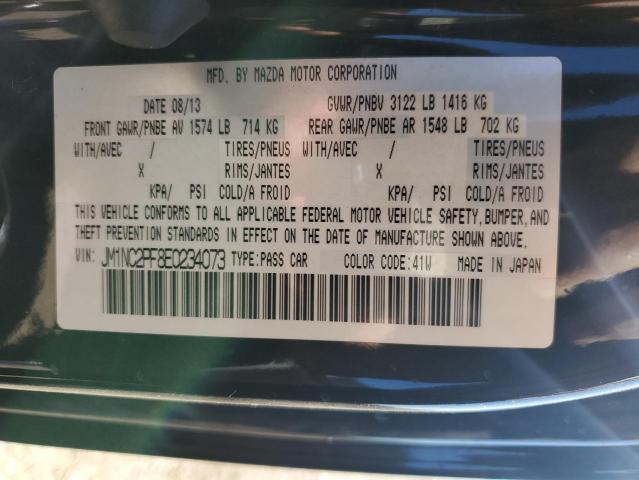 MFD. BY MAZDA MOTOR CORPORATION
DATE 08/13 GVWR/PNBV 3122 LB 1416 KG
FRONT GAWR/PNBE AV 1574 LB 714 KG REAR GAWR/PNBE AR 1548 LB 702 KG
WITH/AVEC / TIRES/PNEUS WITH/AVEC / TIRES/PNEUS
X RIMS/JANTES X RIMS/JANTES
KPA/ PSI COLD/A FROID KPA/ PSI COLD/A FROID
THIS VEHICLE CONFORMS TO ALL APPLICABLE FEDERAL MOTOR VEHICLE SAFETY, BUMPER, AND
THEFT PREVENTION STANDARDS IN EFFECT ON THE DATE OF MANUFACTURE SHOWN ABOVE.
VIN: JM1NC2PF8E0234073 TYPE: PASS CAR COLOR CODE: 41W MADE IN JAPAN